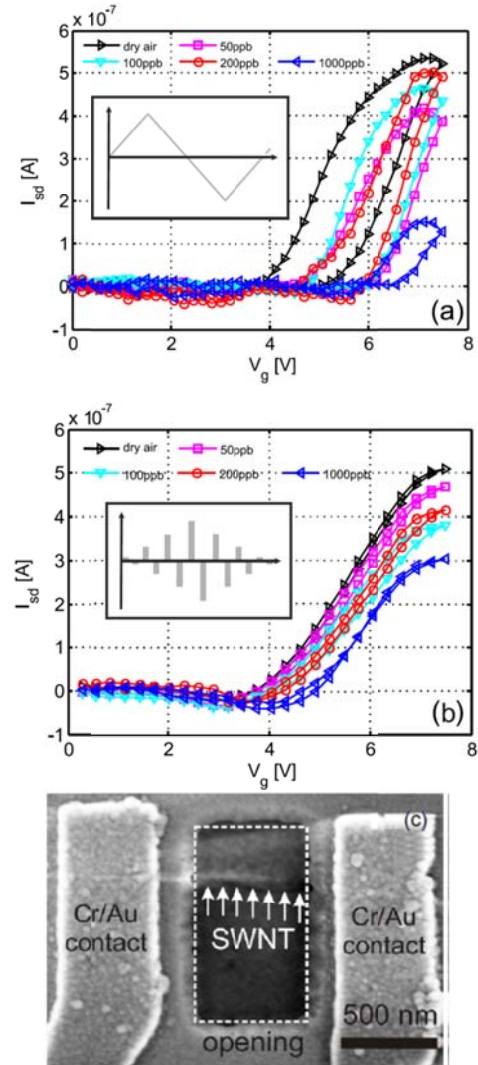 x 10⁻⁷
dry air 50ppb
100ppb 200ppb 1000ppb
6
5
4
3
2
1
0
-1
I_sd [A]
0 2 4 6 8
V_g [V]
(a)
x 10⁻⁷
dry air 50ppb
100ppb 200ppb 1000ppb
6
5
4
3
2
1
0
-1
I_sd [A]
0 2 4 6 8
V_g [V]
(b)
(c)
Cr/Au
contact
SWNT
Cr/Au
contact
opening
500 nm